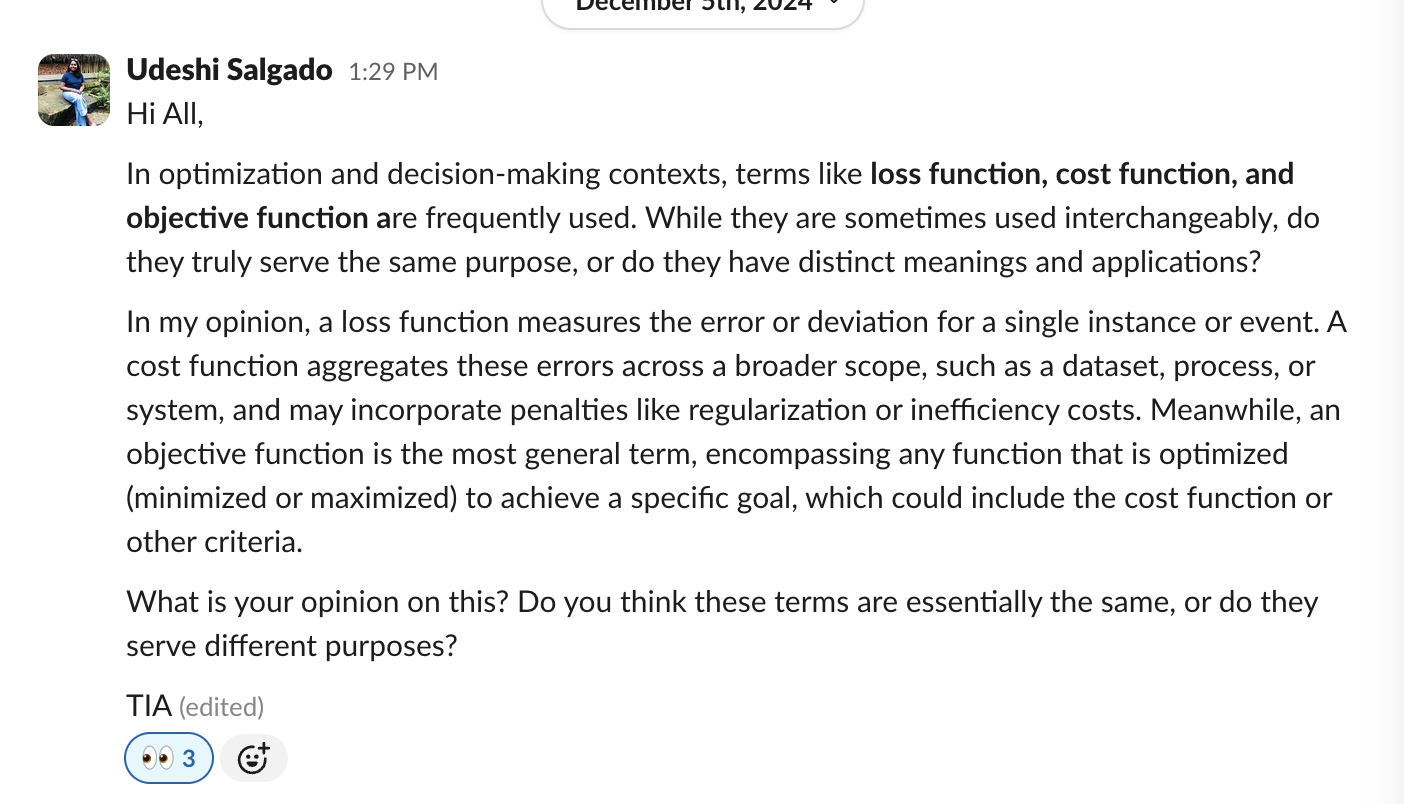 December 5th, 2024
Udeshi Salgado 1:29 PM
Hi All,
In optimization and decision-making contexts, terms like loss function, cost function, and
objective function are frequently used. While they are sometimes used interchangeably, do
they truly serve the same purpose, or do they have distinct meanings and applications?
In my opinion, a loss function measures the error or deviation for a single instance or event. A
cost function aggregates these errors across a broader scope, such as a dataset, process, or
system, and may incorporate penalties like regularization or inefficiency costs. Meanwhile, an
objective function is the most general term, encompassing any function that is optimized
(minimized or maximized) to achieve a specific goal, which could include the cost function or
other criteria.
What is your opinion on this? Do you think these terms are essentially the same, or do they
serve different purposes?
TIA (edited)
👀 3